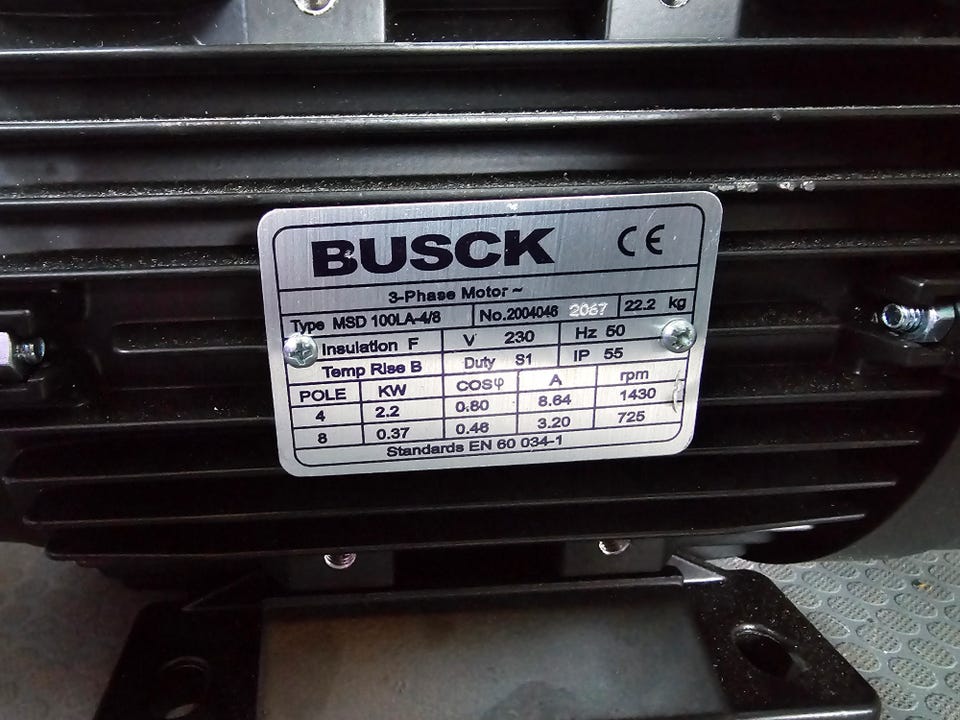 BUSCK CE
3-Phase Motor ~
Type MSD 100LA-4/8 No.2004046 2067 22.2 kg
Insulation F V 230 Hz 50
Temp Rise B Duty S1 IP 55
POLE KW COSφ A rpm
4 2.2 0.80 8.64 1430
8 0.37 0.46 3.20 725
Standards EN 60 034-1